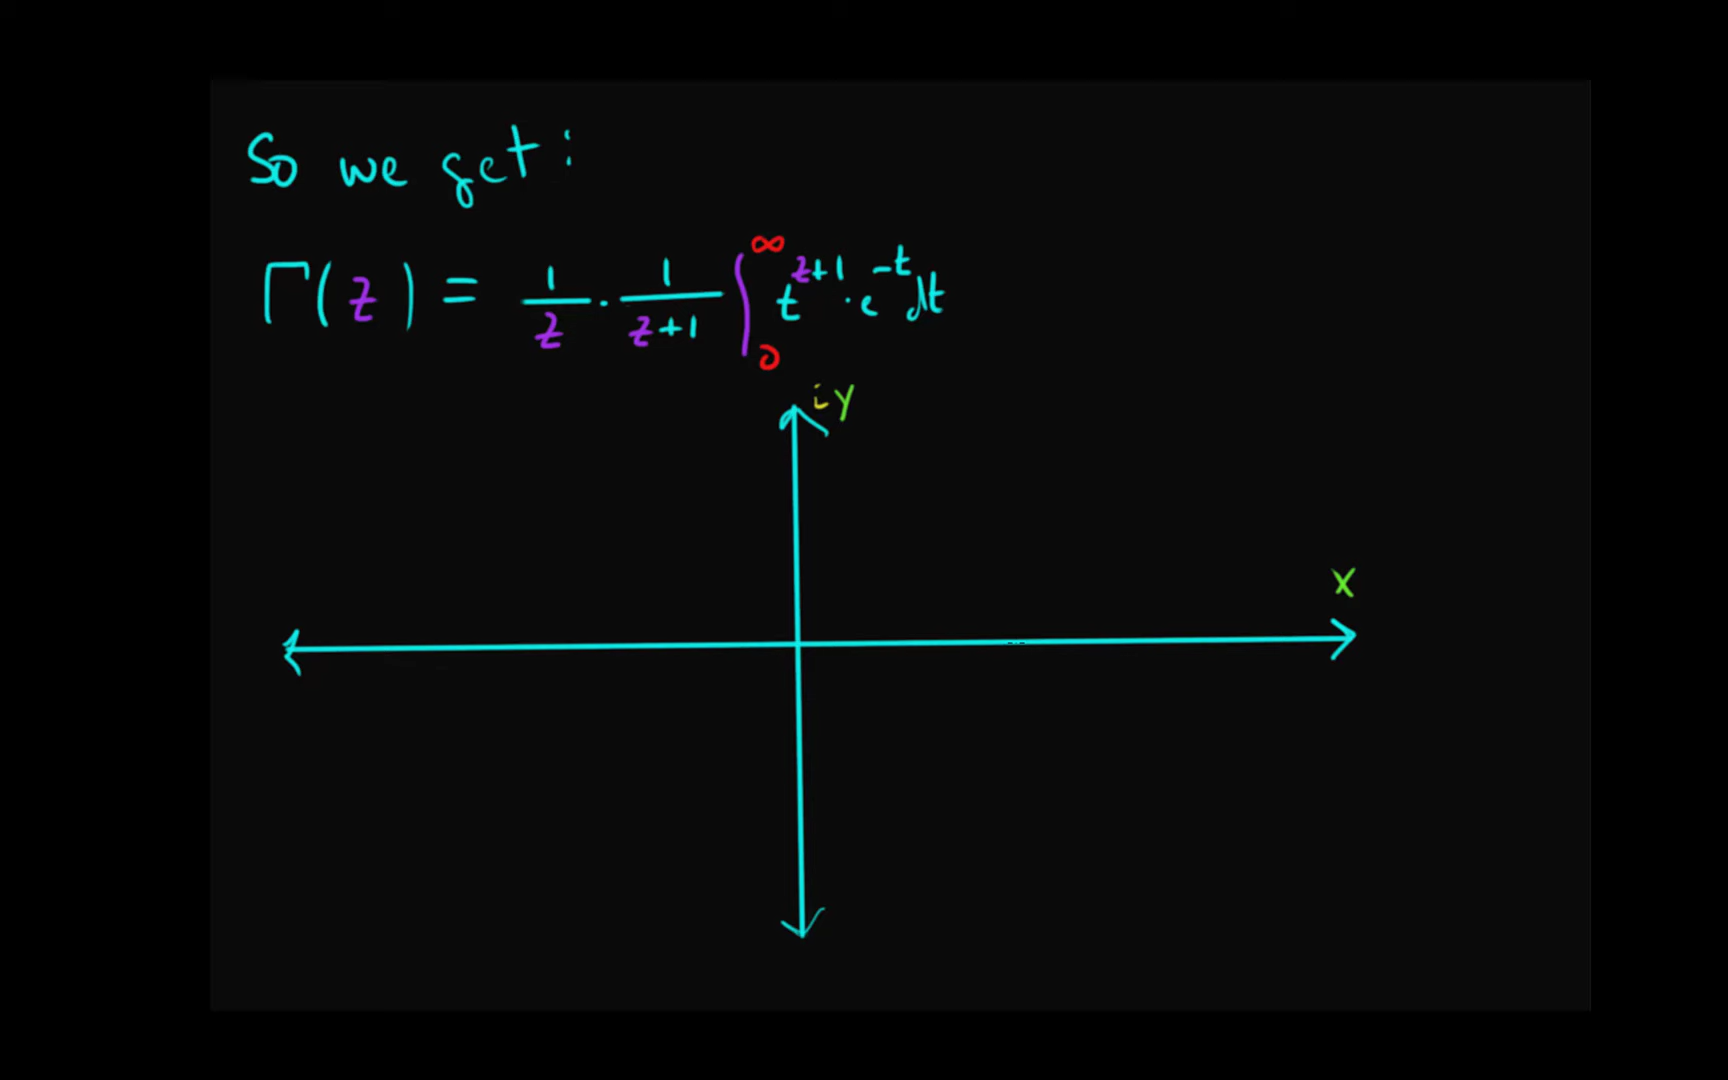 So we get:
Γ(z) = 1/z · 1/(z+1) ∫₀^∞ t^(z+1) · e^(-t) dt
iy
x